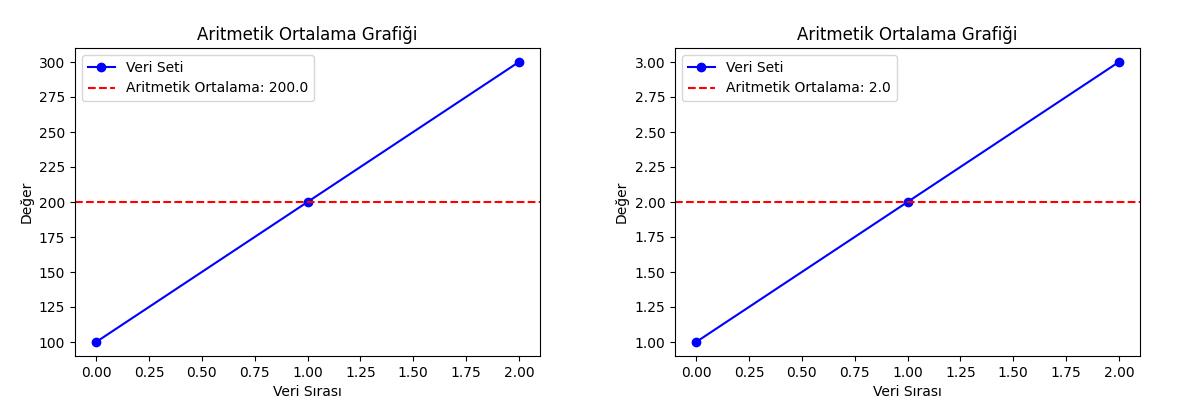 Aritmetik Ortalama Grafiği
Veri Seti
Aritmetik Ortalama: 200.0
300
275
250
225
200
175
150
125
100
Değer
0.00 0.25 0.50 0.75 1.00 1.25 1.50 1.75 2.00
Veri Sırası
Aritmetik Ortalama Grafiği
Veri Seti
Aritmetik Ortalama: 2.0
3.00
2.75
2.50
2.25
2.00
1.75
1.50
1.25
1.00
Değer
0.00 0.25 0.50 0.75 1.00 1.25 1.50 1.75 2.00
Veri Sırası